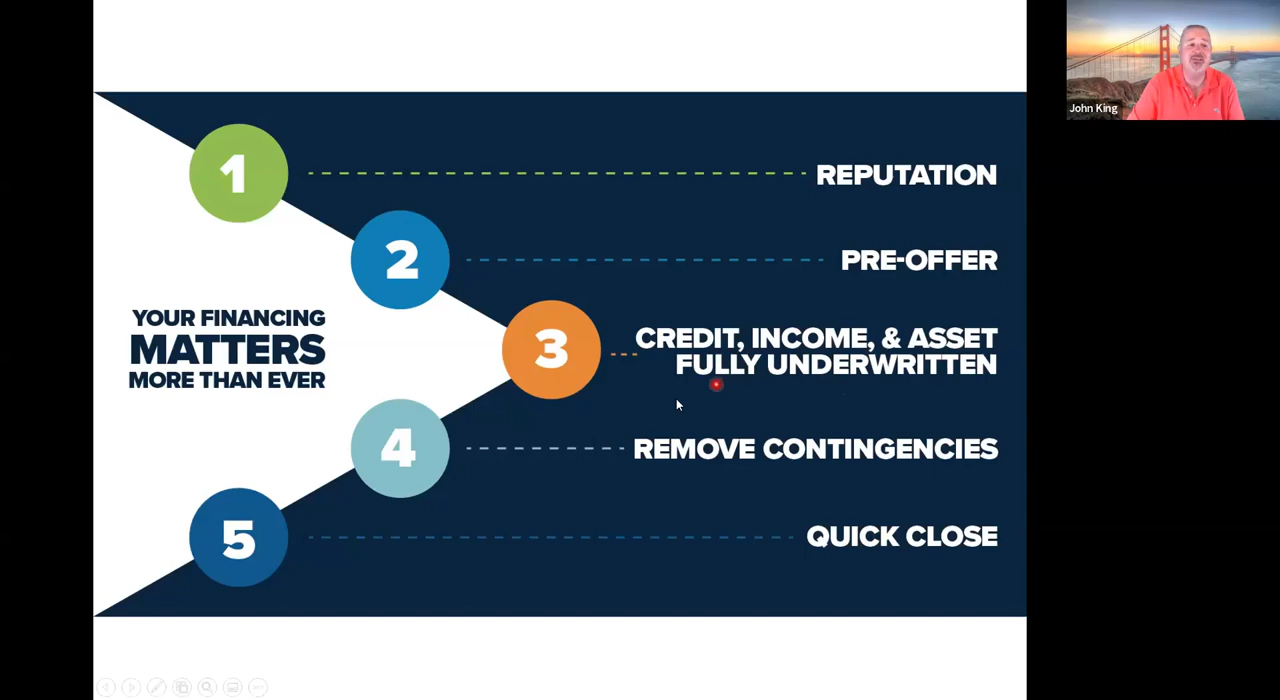 John King
YOUR FINANCING
MATTERS
MORE THAN EVER
1
REPUTATION
2
PRE-OFFER
3
CREDIT, INCOME, & ASSET
FULLY UNDERWRITTEN
4
REMOVE CONTINGENCIES
5
QUICK CLOSE